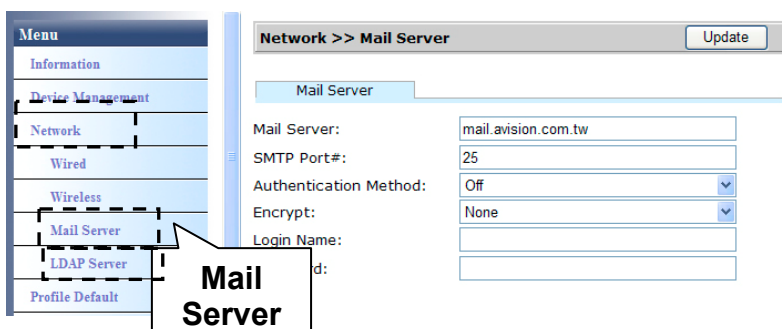 Menu
Information
Device Management
Network
Wired
Wireless
Mail Server
LDAP Server
Profile Default
Network >> Mail Server
Update
Mail Server
Mail Server: mail.avision.com.tw
SMTP Port#: 25
Authentication Method: Off
Encrypt: None
Login Name:
rd:
Mail
Server